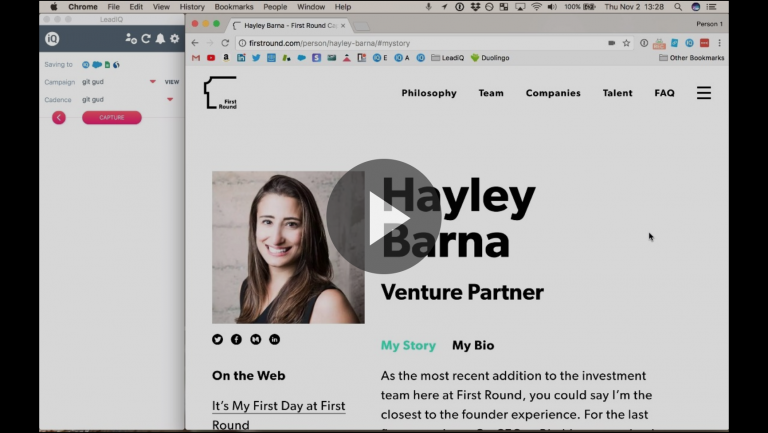 Chrome File Edit View History Bookmarks People Window Help
100% Thu Nov 2 13:28
LeadIQ
Hayley Barna - First Round Ca
Person 1
firstround.com/person/hayley-barna/#mystory
E A LeadiQ Duolingo Other Bookmarks
iQ
Saving to
Campaign git gud VIEW
Cadence git gud
CAPTURE
First
Round
Philosophy Team Companies Talent FAQ
Hayley
Barna
Venture Partner
My Story My Bio
On the Web
It's My First Day at First
Round
As the most recent addition to the investment
team here at First Round, you could say I'm the
closest to the founder experience. For the last